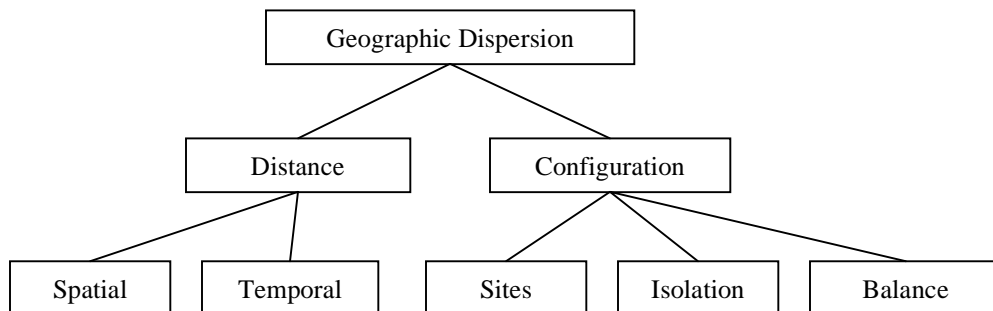 Geographic Dispersion
Distance
Configuration
Spatial
Temporal
Sites
Isolation
Balance